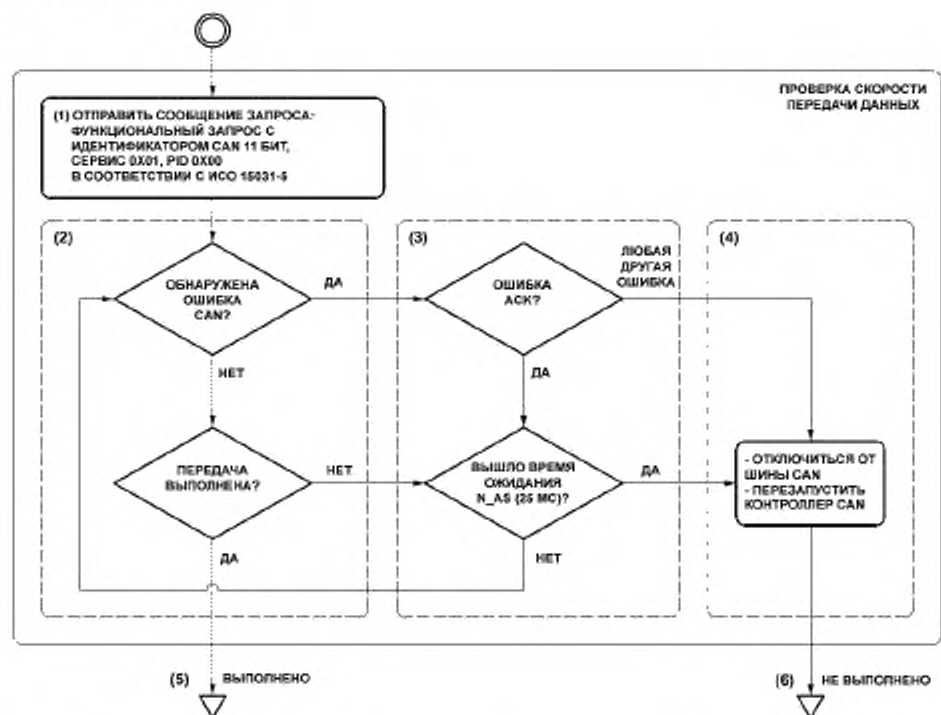 ПРОВЕРКА СКОРОСТИ
ПЕРЕДАЧИ ДАННЫХ
(1) ОТПРАВИТЬ СООБЩЕНИЕ ЗАПРОСА:
ФУНКЦИОНАЛЬНЫЙ ЗАПРОС С
ИДЕНТИФИКАТОРОМ CAN 11 БИТ,
СЕРВИС 0X01, PID 0X00
В СООТВЕТСТВИИ С ИСО 15031-5
(2)
ОБНАРУЖЕНА
ОШИБКА
CAN?
ДА
НЕТ
ПЕРЕДАЧА
ВЫПОЛНЕНА?
НЕТ
ДА
(3)
ОШИБКА
ACK?
ЛЮБАЯ
ДРУГАЯ
ОШИБКА
ДА
ВЫШЛО ВРЕМЯ
ОЖИДАНИЯ
N_AS (25 МС)?
ДА
НЕТ
(4)
- ОТКЛЮЧИТЬСЯ ОТ
ШИНЫ CAN
- ПЕРЕЗАПУСТИТЬ
КОНТРОЛЛЕР CAN
(5) ВЫПОЛНЕНО
(6) НЕ ВЫПОЛНЕНО